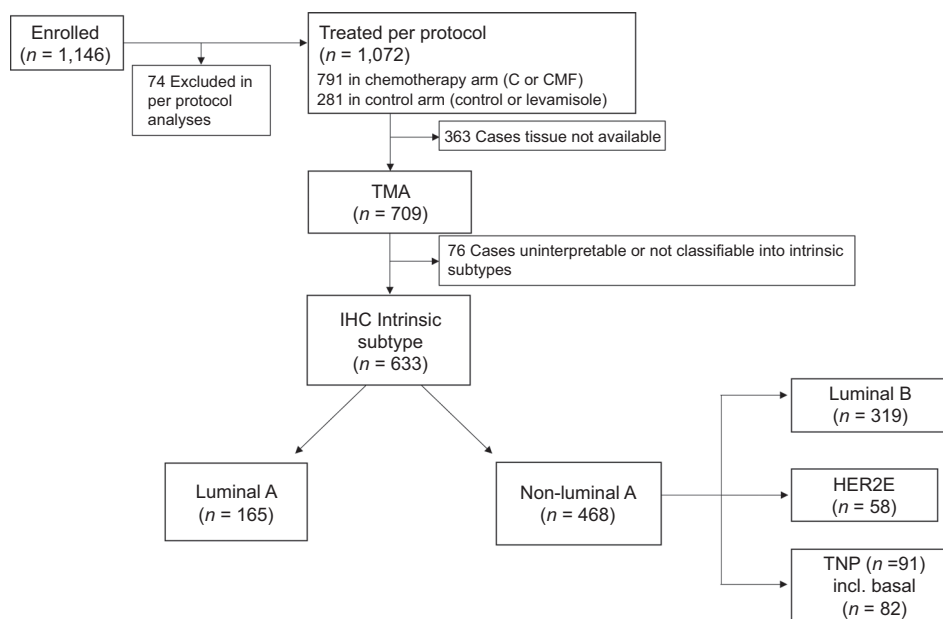 Enrolled
(n = 1,146)
74 Excluded in
per protocol
analyses
Treated per protocol
(n = 1,072)
791 in chemotherapy arm (C or CMF)
281 in control arm (control or levamisole)
363 Cases tissue not available
TMA
(n = 709)
76 Cases uninterpretable or not classifiable into intrinsic
subtypes
IHC Intrinsic
subtype
(n = 633)
Luminal A
(n = 165)
Non-luminal A
(n = 468)
Luminal B
(n = 319)
HER2E
(n = 58)
TNP (n =91)
incl. basal
(n = 82)